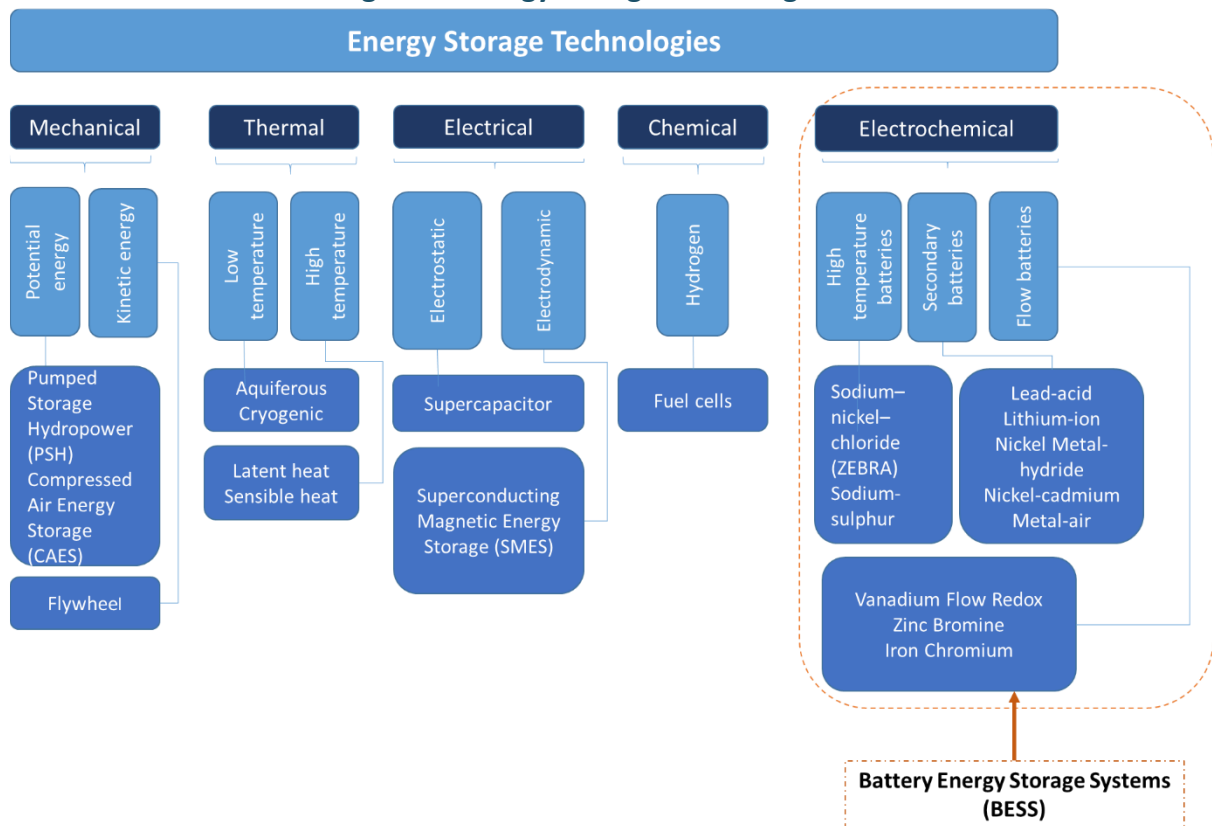 Energy Storage Technologies
Mechanical
Thermal
Electrical
Chemical
Electrochemical
Potential
energy
Kinetic energy
Low
temperature
High
temperature
Electrostatic
Electrodynamic
Hydrogen
High
temperature
batteries
Secondary
batteries
Flow batteries
Pumped
Storage
Hydropower
(PSH)
Compressed
Air Energy
Storage
(CAES)
Flywheel
Aquiferous
Cryogenic
Latent heat
Sensible heat
Supercapacitor
Superconducting
Magnetic Energy
Storage (SMES)
Fuel cells
Sodium–
nickel–
chloride
(ZEBRA)
Sodium-
sulphur
Lead-acid
Lithium-ion
Nickel Metal-
hydride
Nickel-cadmium
Metal-air
Vanadium Flow Redox
Zinc Bromine
Iron Chromium
Battery Energy Storage Systems
(BESS)